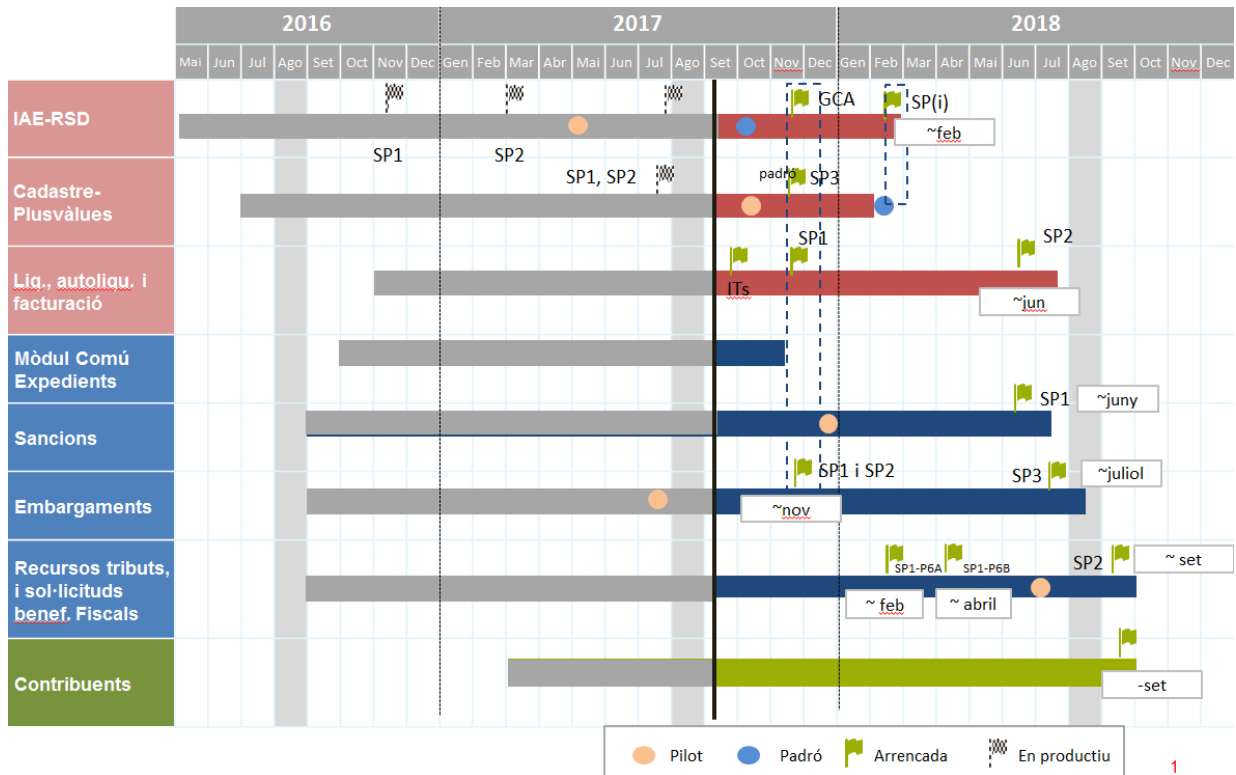 2016 2017 2018
Mai Jun Jul Ago Set Oct Nov Dec Gen Feb Mar Abr Mai Jun Jul Ago Set Oct Nov Dec Gen Feb Mar Abr Mai Jun Jul Ago Set Oct Nov Dec
IAE-RSD
GCA
SP(i)
~feb
SP1
SP2
Cadastre-
Plusvàlues
SP1, SP2
padró
SP3
Liq., autoliqu. i
facturació
ITs
SP1
SP2
~jun
Mòdul Comú
Expedients
Sancions
SP1
~juny
Embargaments
SP1 i SP2
~nov
SP3
~juliol
Recursos tributs,
i sol·licituds
benef. Fiscals
SP1-P6A
SP1-P6B
SP2
~ set
~ feb
~ abril
Contribuents
-set
Pilot
Padró
Arrencada
En productiu
1